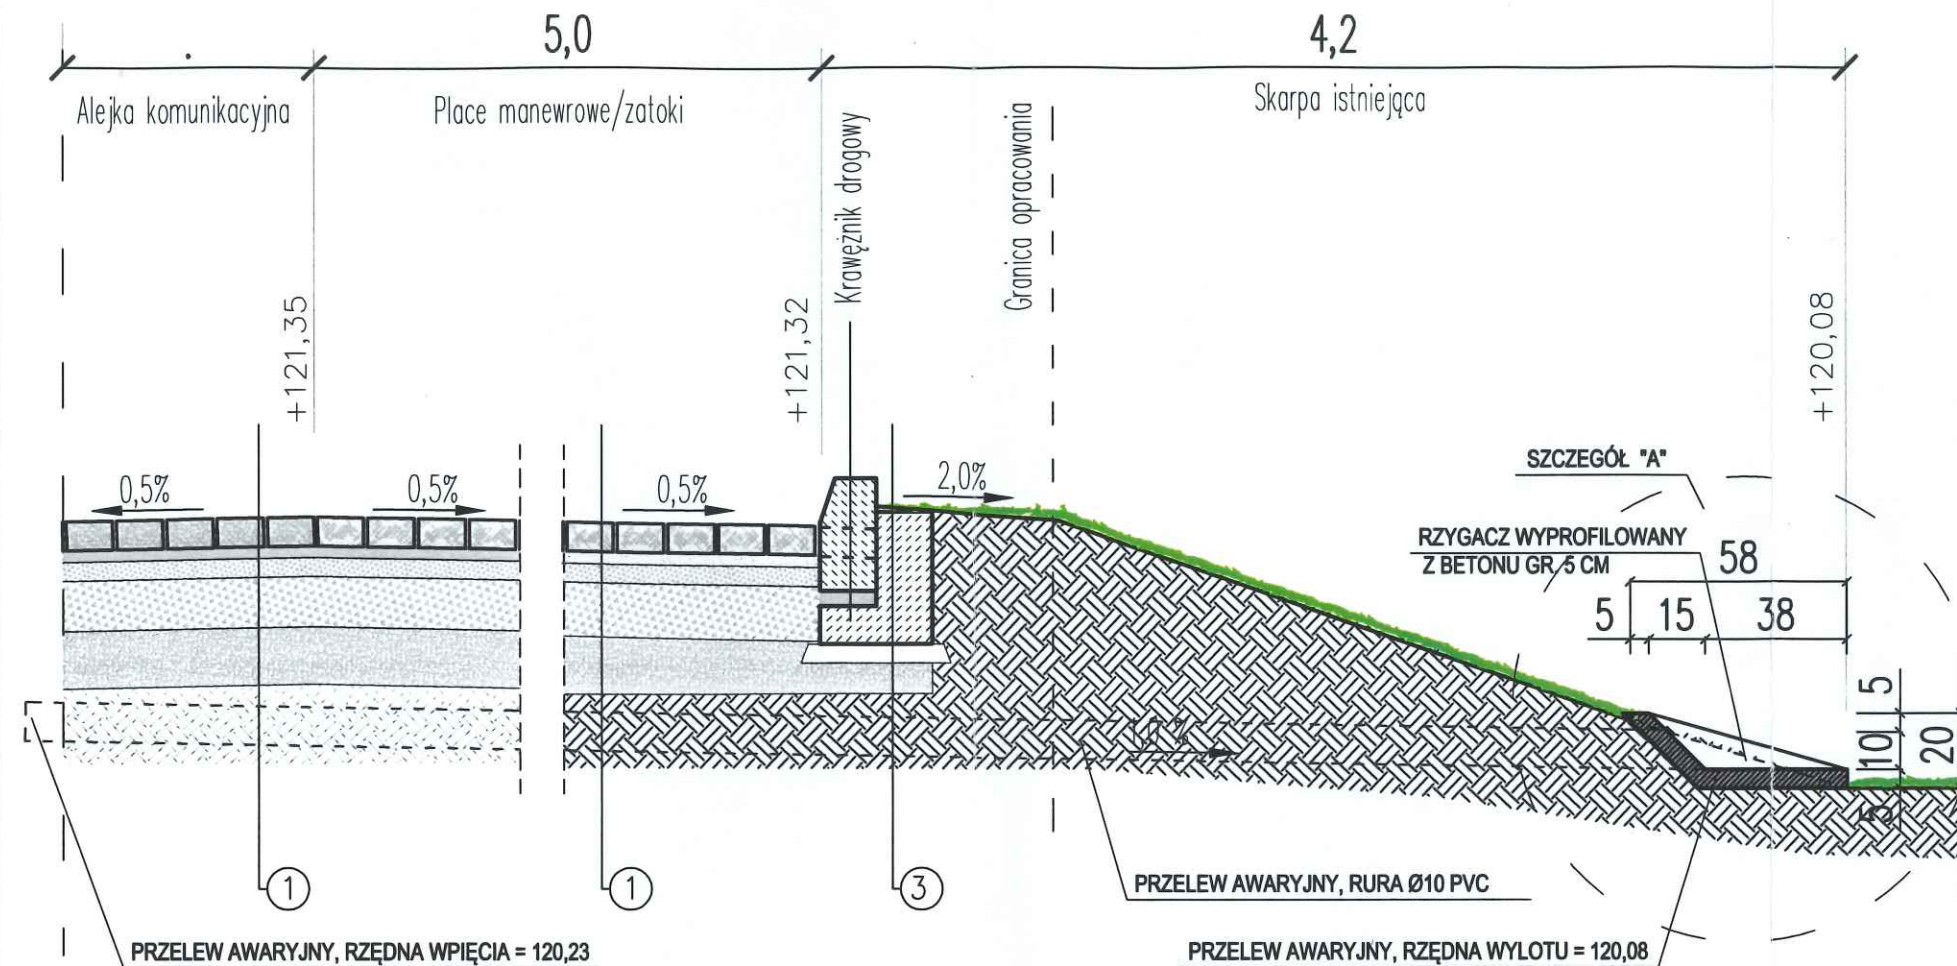 5,0
4,2
Alejka komunikacyjna
Place manewrowe/zatoki
Skarpa istniejąca
Krawężnik drogowy
Granica opracowania
+121,35
+121,32
+120,08
0,5%
0,5%
0,5%
2,0%
SZCZEGÓŁ "A"
RZYGACZ WYPROFILOWANY
Z BETONU GR. 5 CM
58
5
15
38
5
10
20
5
1,0 %
1
1
3
PRZELEW AWARYJNY, RURA Ø10 PVC
PRZELEW AWARYJNY, RZĘDNA WPIĘCIA = 120,23
PRZELEW AWARYJNY, RZĘDNA WYLOTU = 120,08